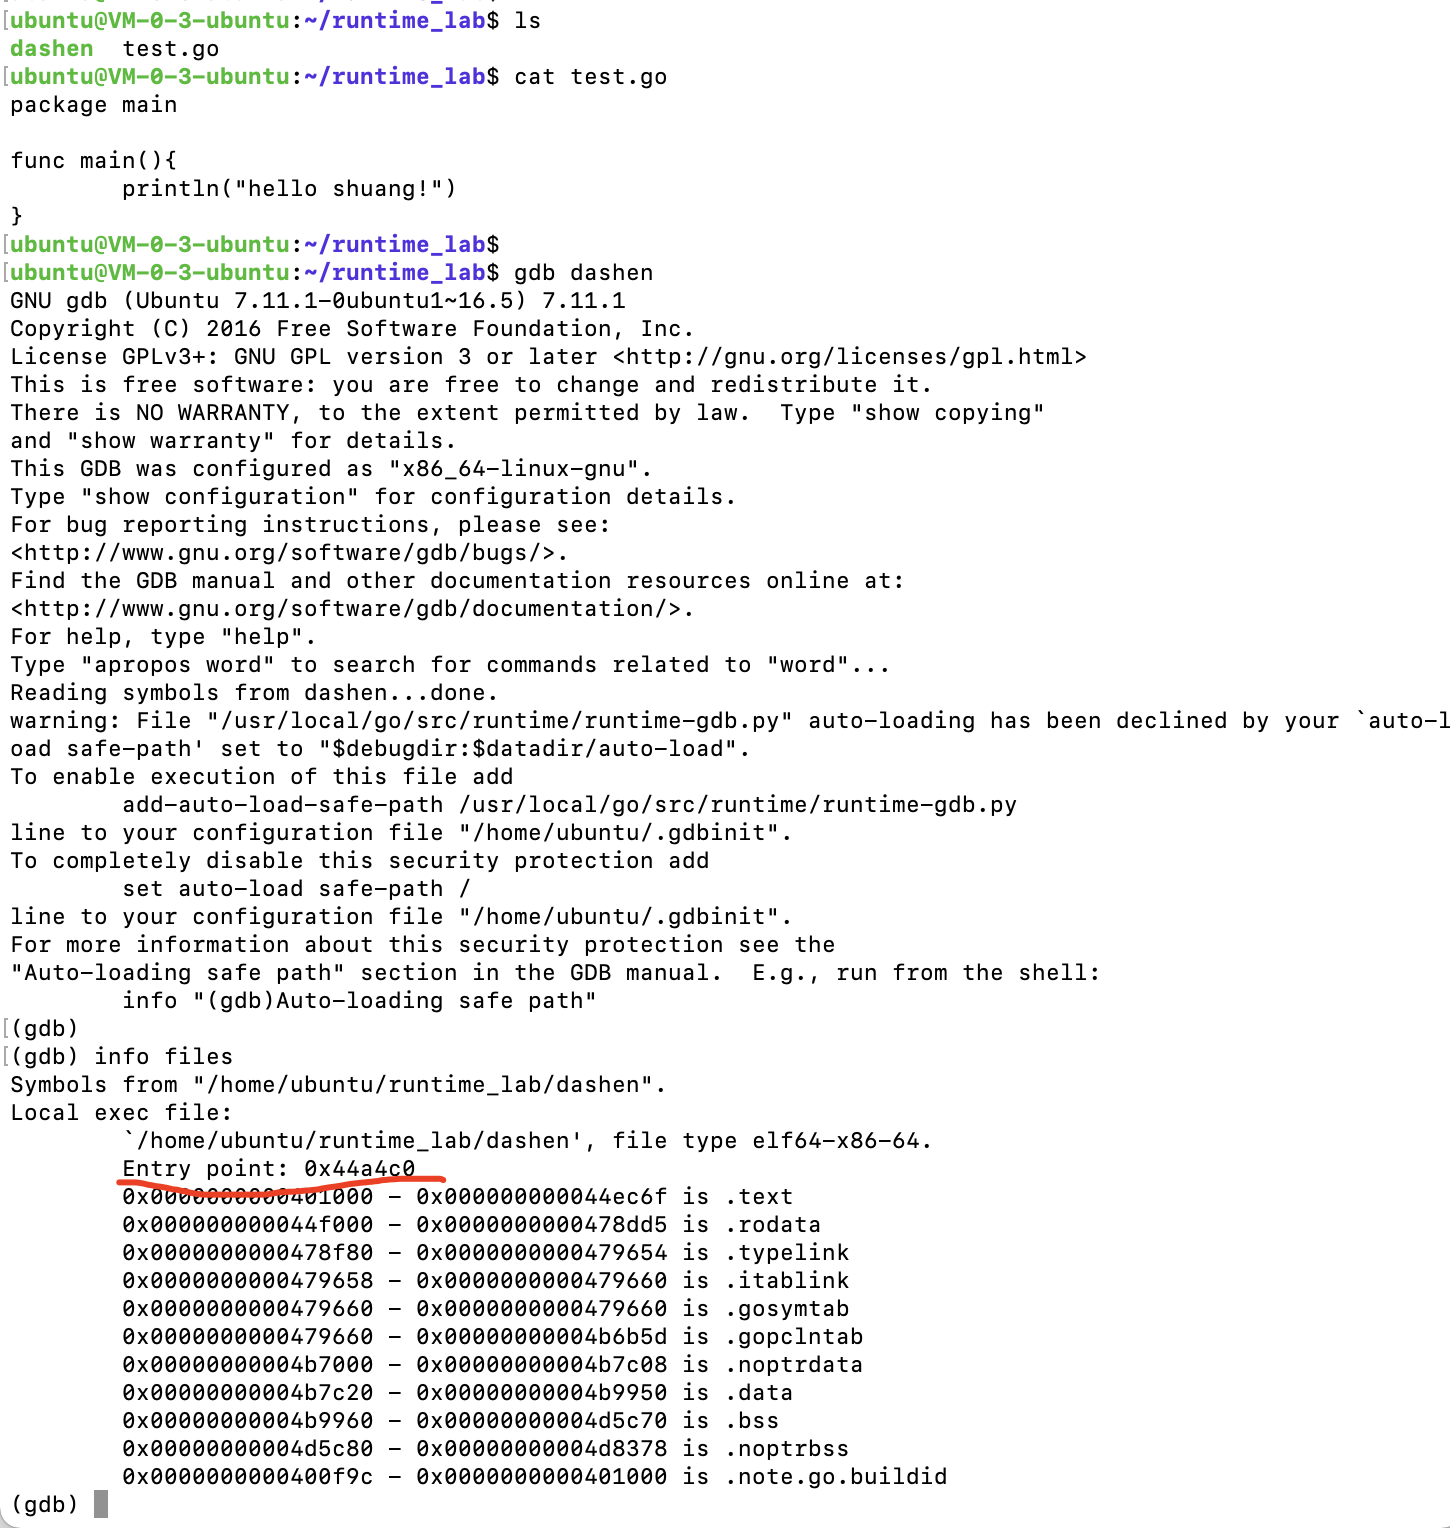 ubuntu@VM-0-3-ubuntu:~/runtime_lab$ ls
dashen  test.go
ubuntu@VM-0-3-ubuntu:~/runtime_lab$ cat test.go
package main
func main(){
        println("hello shuang!")
}
ubuntu@VM-0-3-ubuntu:~/runtime_lab$
ubuntu@VM-0-3-ubuntu:~/runtime_lab$ gdb dashen
GNU gdb (Ubuntu 7.11.1-0ubuntu1~16.5) 7.11.1
Copyright (C) 2016 Free Software Foundation, Inc.
License GPLv3+: GNU GPL version 3 or later <http://gnu.org/licenses/gpl.html>
This is free software: you are free to change and redistribute it.
There is NO WARRANTY, to the extent permitted by law.  Type "show copying"
and "show warranty" for details.
This GDB was configured as "x86_64-linux-gnu".
Type "show configuration" for configuration details.
For bug reporting instructions, please see:
<http://www.gnu.org/software/gdb/bugs/>.
Find the GDB manual and other documentation resources online at:
<http://www.gnu.org/software/gdb/documentation/>.
For help, type "help".
Type "apropos word" to search for commands related to "word"...
Reading symbols from dashen...done.
warning: File "/usr/local/go/src/runtime/runtime-gdb.py" auto-loading has been declined by your `auto-l
oad safe-path' set to "$debugdir:$datadir/auto-load".
To enable execution of this file add
        add-auto-load-safe-path /usr/local/go/src/runtime/runtime-gdb.py
line to your configuration file "/home/ubuntu/.gdbinit".
To completely disable this security protection add
        set auto-load safe-path /
line to your configuration file "/home/ubuntu/.gdbinit".
For more information about this security protection see the
"Auto-loading safe path" section in the GDB manual.  E.g., run from the shell:
        info "(gdb)Auto-loading safe path"
(gdb)
(gdb) info files
Symbols from "/home/ubuntu/runtime_lab/dashen".
Local exec file:
        `/home/ubuntu/runtime_lab/dashen', file type elf64-x86-64.
        Entry point: 0x44a4c0
        0x0000000000401000 - 0x000000000044ec6f is .text
        0x000000000044f000 - 0x0000000000478dd5 is .rodata
        0x0000000000478f80 - 0x0000000000479654 is .typelink
        0x0000000000479658 - 0x0000000000479660 is .itablink
        0x0000000000479660 - 0x0000000000479660 is .gosymtab
        0x0000000000479660 - 0x00000000004b6b5d is .gopclntab
        0x00000000004b7000 - 0x00000000004b7c08 is .noptrdata
        0x00000000004b7c20 - 0x00000000004b9950 is .data
        0x00000000004b9960 - 0x00000000004d5c70 is .bss
        0x00000000004d5c80 - 0x00000000004d8378 is .noptrbss
        0x0000000000400f9c - 0x0000000000401000 is .note.go.buildid
(gdb)